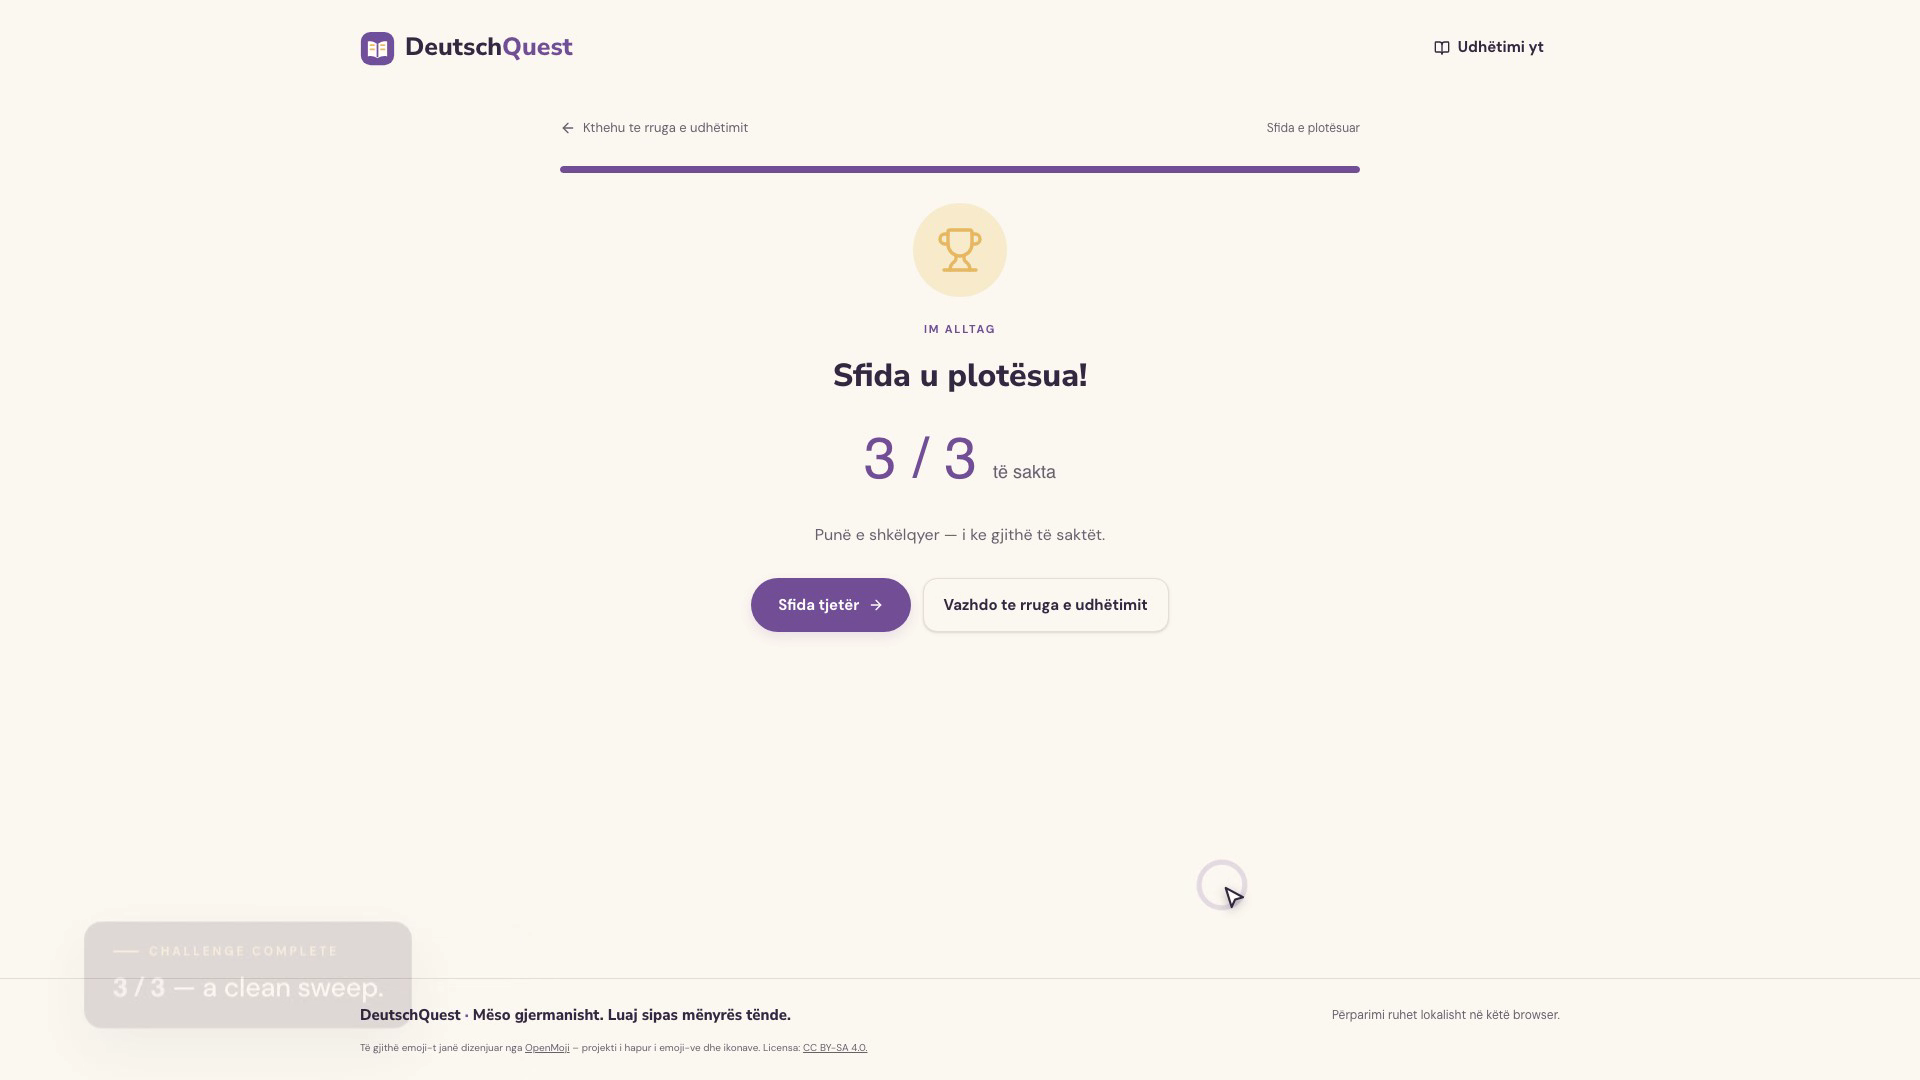 DeutschQuest
Udhëtimi yt
Kthehu te rruga e udhëtimit
Sfida e plotësuar
IM ALLTAG
Sfida u plotësua!
3 / 3 të sakta
Punë e shkëlqyer — i ke gjithë të saktët.
Sfida tjetër
Vazhdo te rruga e udhëtimit
CHALLENGE COMPLETE
3 / 3 — a clean sweep.
DeutschQuest · Mëso gjermanisht. Luaj sipas mënyrës tënde.
Përparimi ruhet lokalisht në këtë browser.
Të gjithë emoji-t janë dizenjuar nga OpenMoji – projekti i hapur i emoji-ve dhe ikonave. Licensa: CC BY-SA 4.0.